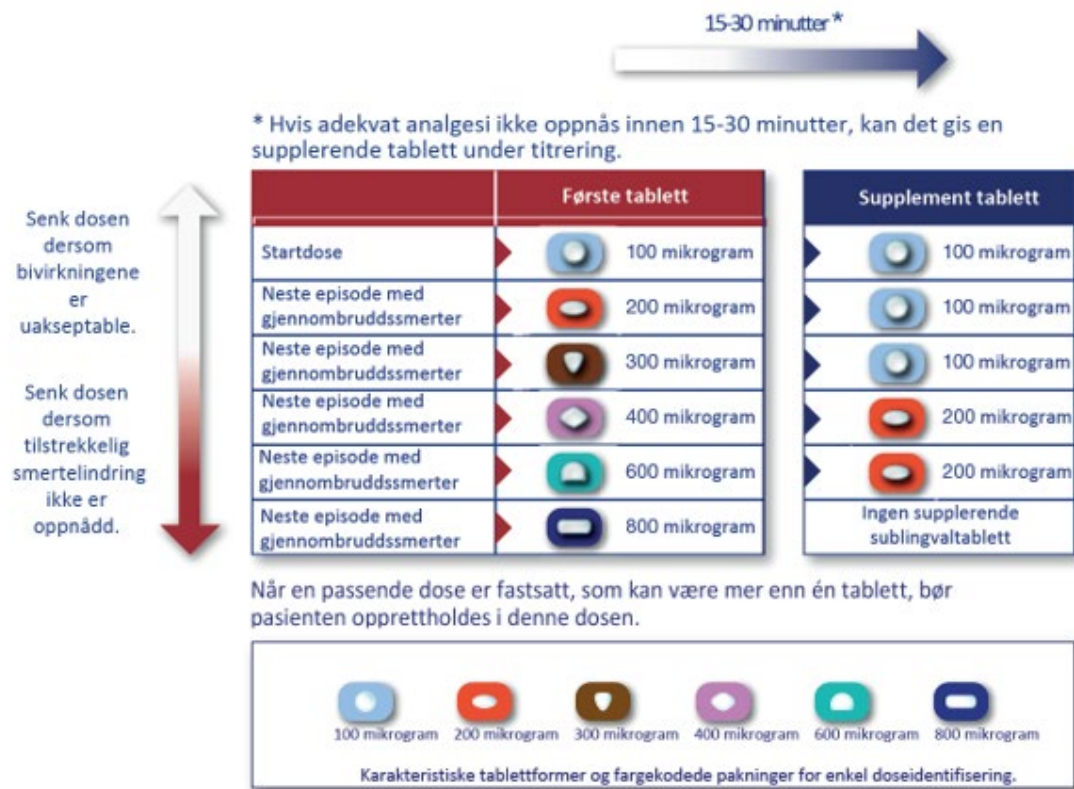 15-30 minutter *
* Hvis adekvat analgesi ikke oppnås innen 15-30 minutter, kan det gis en
supplerende tablett under titrering.
Senk dosen
dersom
bivirkningene
er
uakseptable.
Senk dosen
dersom
tilstrekkelig
smertelindring
ikke er
oppnådd.
Første tablett
Supplement tablett
Startdose
100 mikrogram
100 mikrogram
Neste episode med
gjennombruddssmerter
200 mikrogram
100 mikrogram
Neste episode med
gjennombruddssmerter
300 mikrogram
100 mikrogram
Neste episode med
gjennombruddssmerter
400 mikrogram
200 mikrogram
Neste episode med
gjennombruddssmerter
600 mikrogram
200 mikrogram
Neste episode med
gjennombruddssmerter
800 mikrogram
Ingen supplerende
sublingvaltablett
Når en passende dose er fastsatt, som kan være mer enn én tablett, bør
pasienten opprettholdes i denne dosen.
100 mikrogram
200 mikrogram
300 mikrogram
400 mikrogram
600 mikrogram
800 mikrogram
Karakteristiske tablettformer og fargekodede pakninger for enkel doseidentifisering.